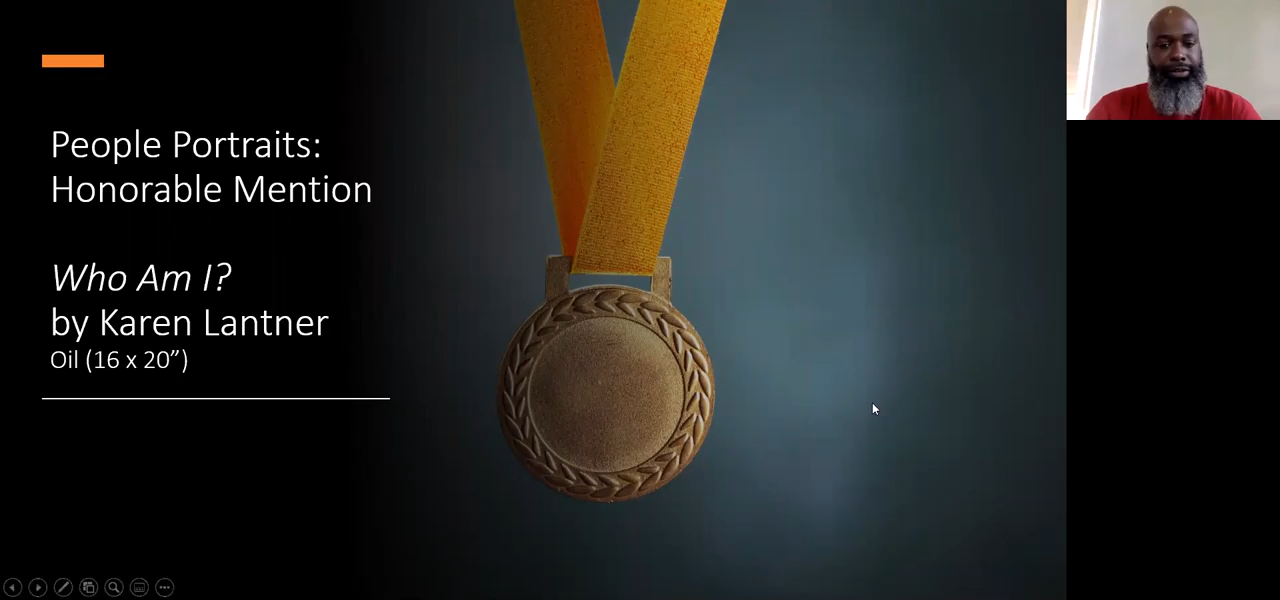 People Portraits:
Honorable Mention
Who Am I?
by Karen Lantner
Oil (16 x 20”)